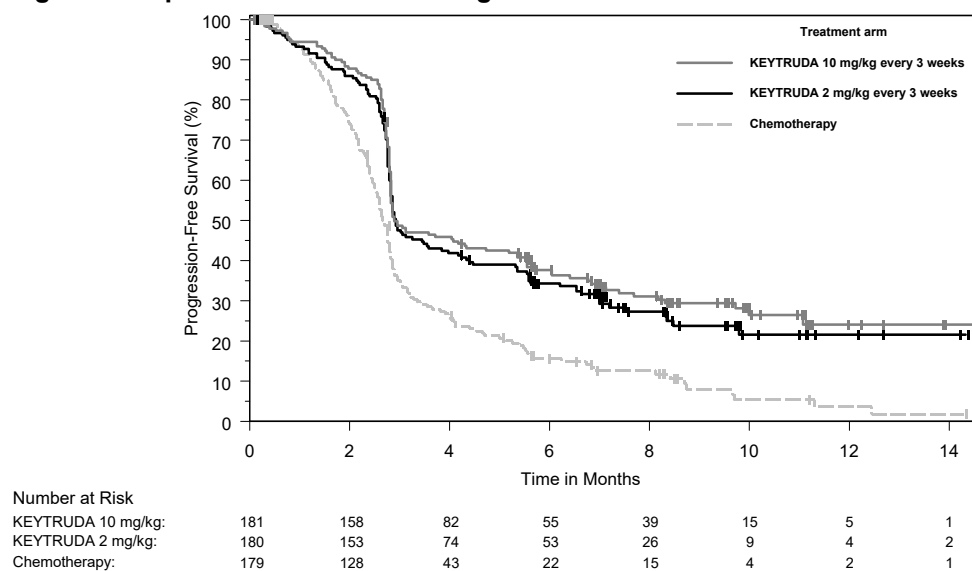 Treatment arm
KEYTRUDA 10 mg/kg every 3 weeks
KEYTRUDA 2 mg/kg every 3 weeks
Chemotherapy
Progression-Free Survival (%)
100
90
80
70
60
50
40
30
20
10
0
0 2 4 6 8 10 12 14
Time in Months
Number at Risk
KEYTRUDA 10 mg/kg: 181 158 82 55 39 15 5 1
KEYTRUDA 2 mg/kg: 180 153 74 53 26 9 4 2
Chemotherapy: 179 128 43 22 15 4 2 1